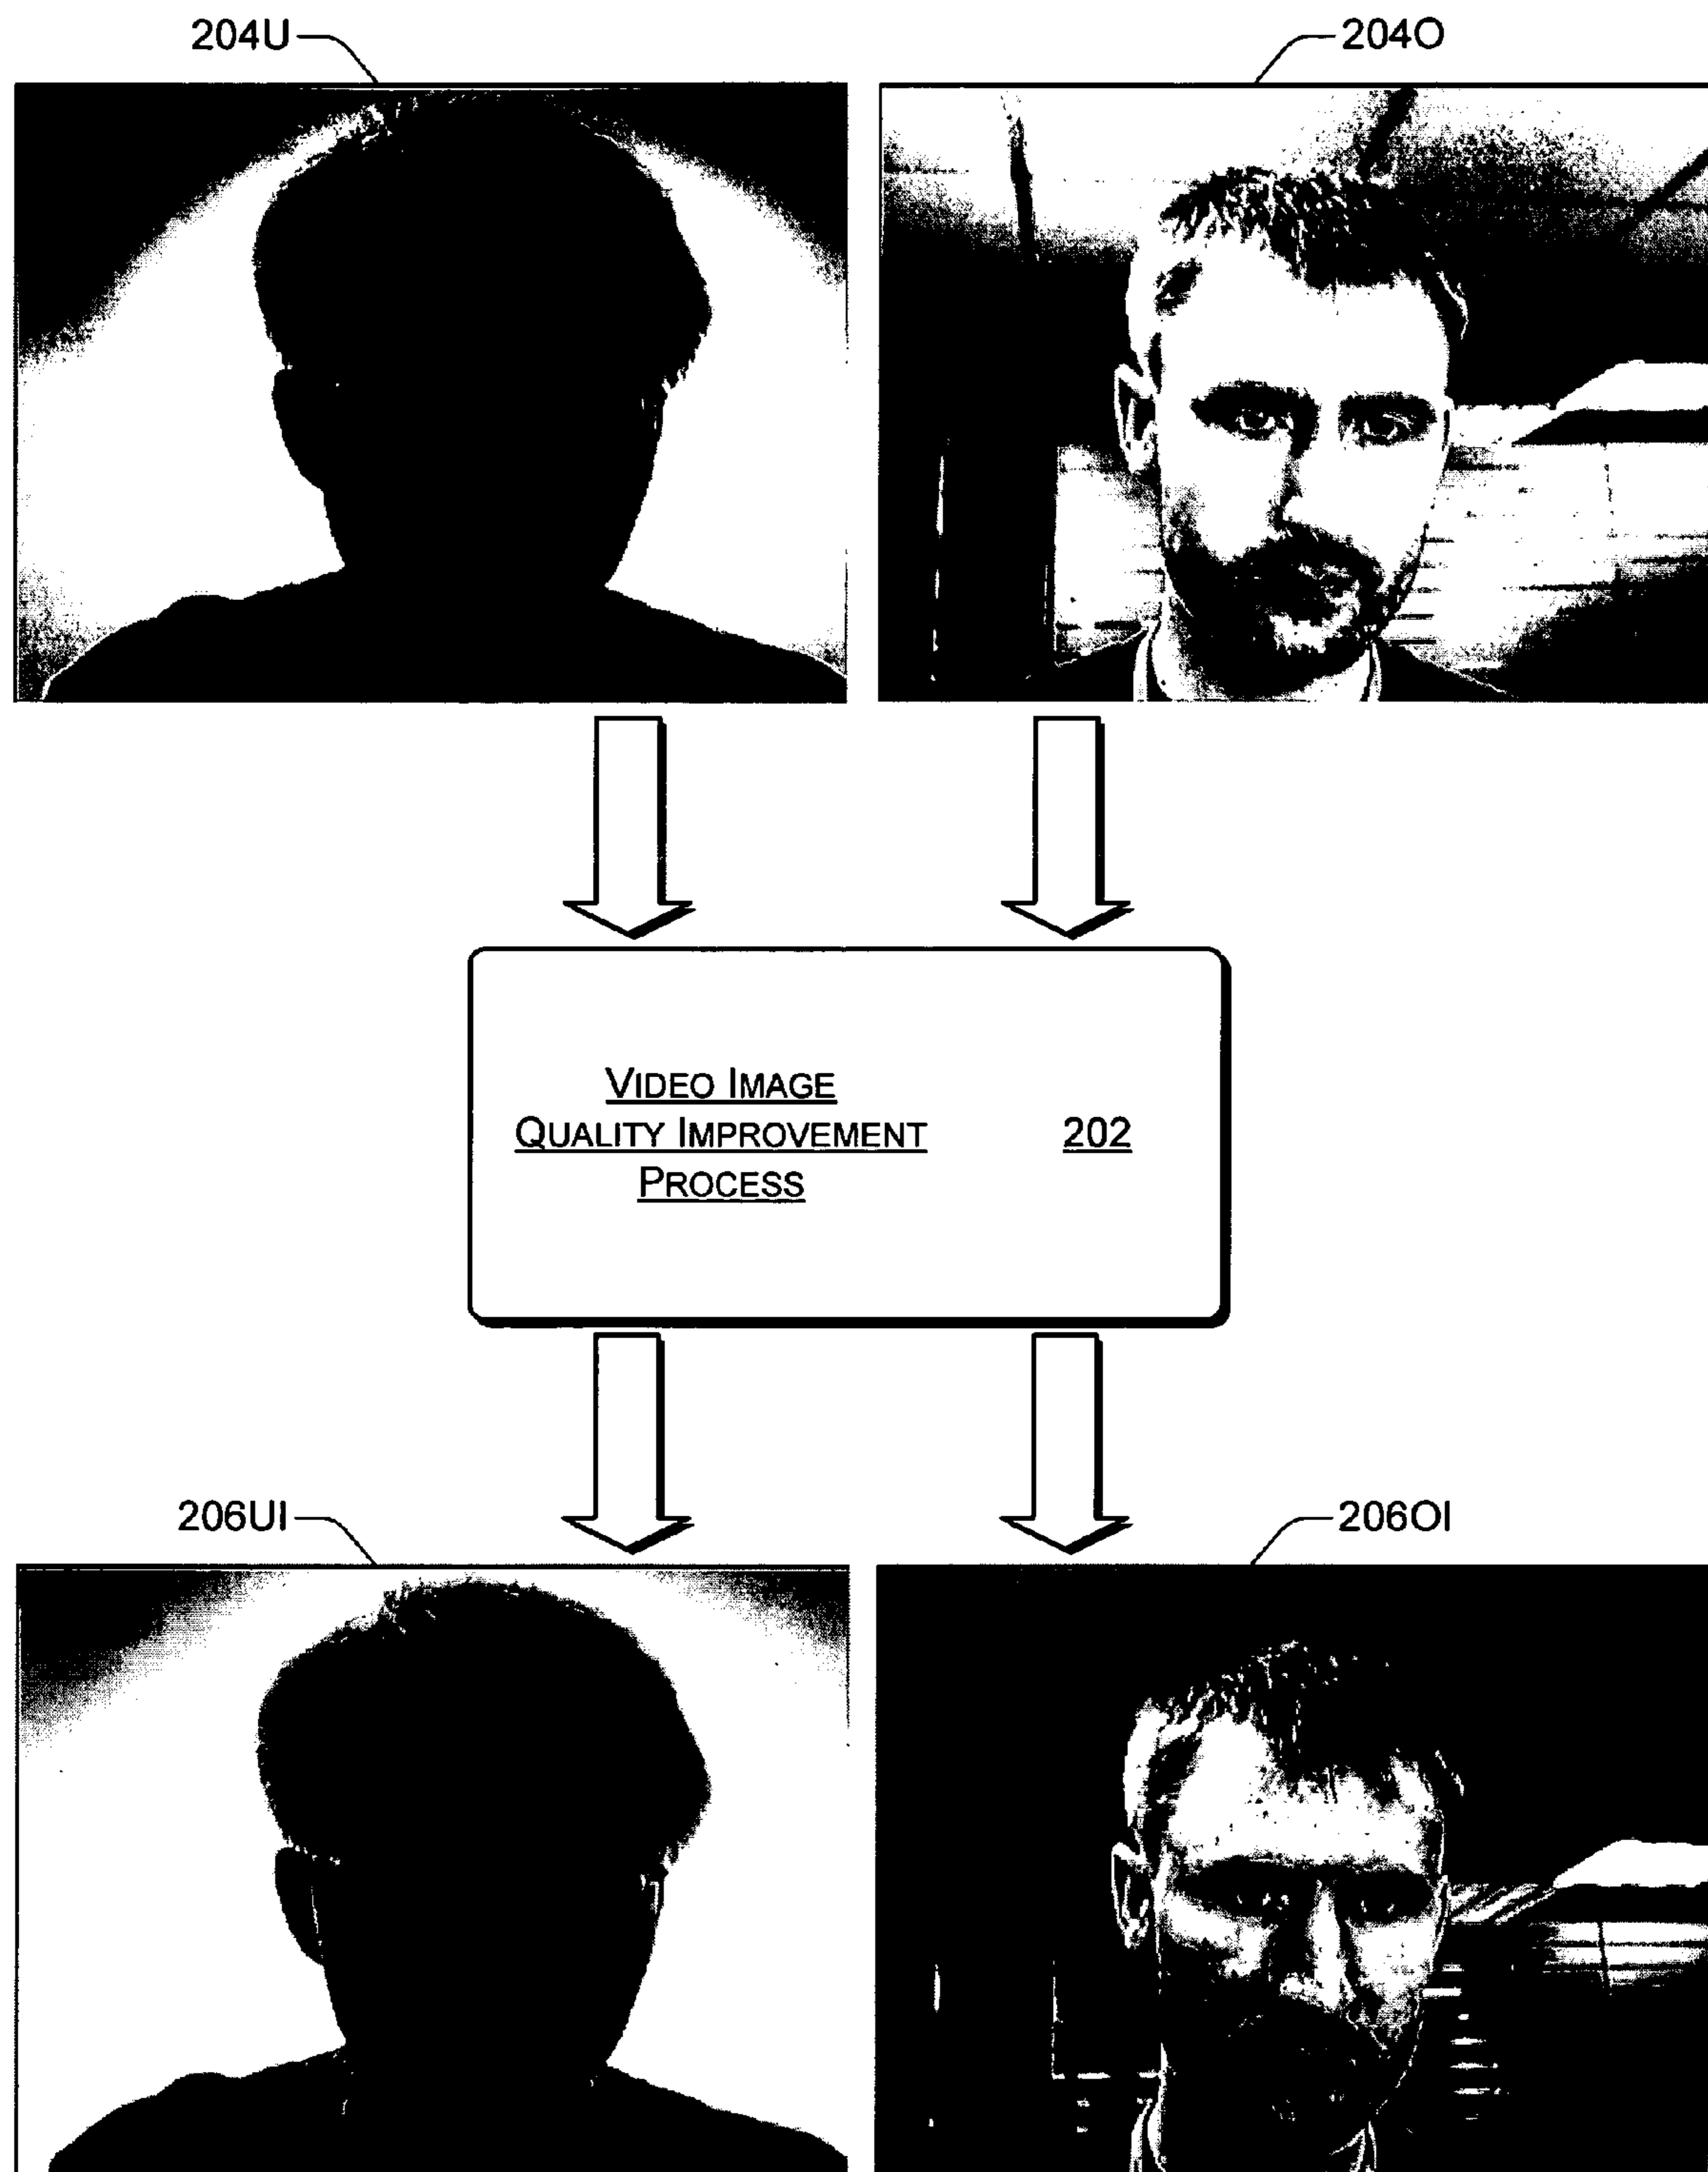 204U
204O
VIDEO IMAGE
QUALITY IMPROVEMENT
PROCESS
202
206UI
206OI